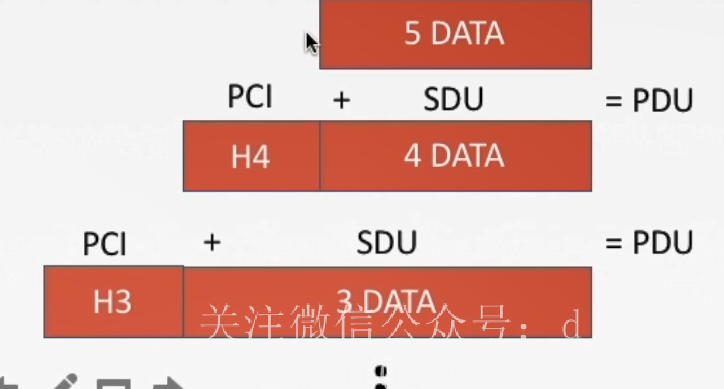 5 DATA
PCI + SDU = PDU
H4 4 DATA
PCI + SDU = PDU
H3 3 DATA
关注微信公众号：d